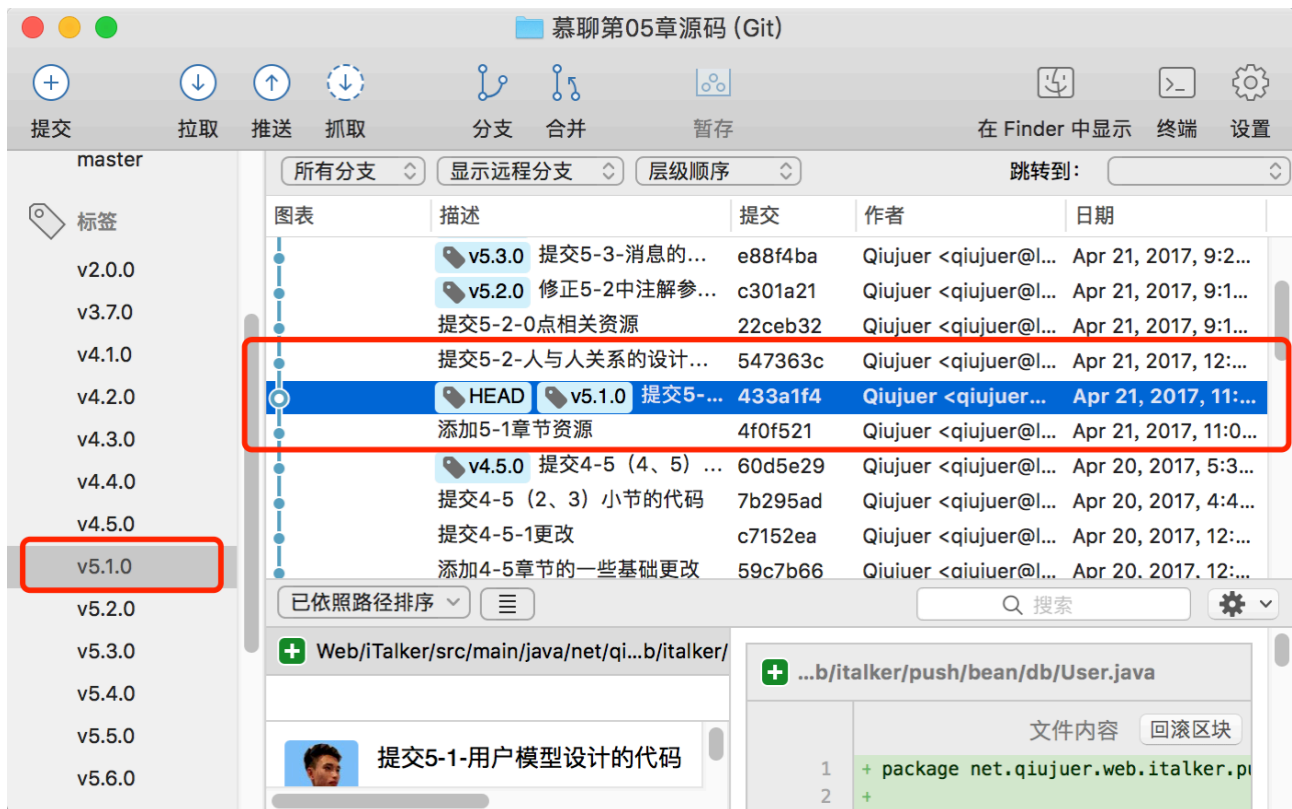 慕聊第05章源码 (Git)
提交 拉取 推送 抓取 分支 合并 暂存 在 Finder 中显示 终端 设置
master
标签
v2.0.0
v3.7.0
v4.1.0
v4.2.0
v4.3.0
v4.4.0
v4.5.0
v5.1.0
v5.2.0
v5.3.0
v5.4.0
v5.5.0
v5.6.0
所有分支 显示远程分支 层级顺序 跳转到：
图表 描述 提交 作者 日期
v5.3.0 提交5-3-消息的... e88f4ba Qiujuer <qiujuer@l... Apr 21, 2017, 9:2...
v5.2.0 修正5-2中注解参... c301a21 Qiujuer <qiujuer@l... Apr 21, 2017, 9:1...
提交5-2-0点相关资源 22ceb32 Qiujuer <qiujuer@l... Apr 21, 2017, 9:1...
提交5-2-人与人关系的设计... 547363c Qiujuer <qiujuer@l... Apr 21, 2017, 12:...
HEAD v5.1.0 提交5-... 433a1f4 Qiujuer <qiujuer... Apr 21, 2017, 11:...
添加5-1章节资源 4f0f521 Qiujuer <qiujuer@l... Apr 21, 2017, 11:0...
v4.5.0 提交4-5（4、5）... 60d5e29 Qiujuer <qiujuer@l... Apr 20, 2017, 5:3...
提交4-5（2、3）小节的代码 7b295ad Qiujuer <qiujuer@l... Apr 20, 2017, 4:4...
提交4-5-1更改 c7152ea Qiujuer <qiujuer@l... Apr 20, 2017, 12:...
添加4-5章节的一些基础更改 59c7b66 Qiujuer <qiujuer@l... Apr 20, 2017, 12:...
已依照路径排序 搜索
Web/iTalker/src/main/java/net/qi...b/italker/
提交5-1-用户模型设计的代码
...b/italker/push/bean/db/User.java
文件内容 回滚区块
1 + package net.qiujuer.web.italker.pu
2 +